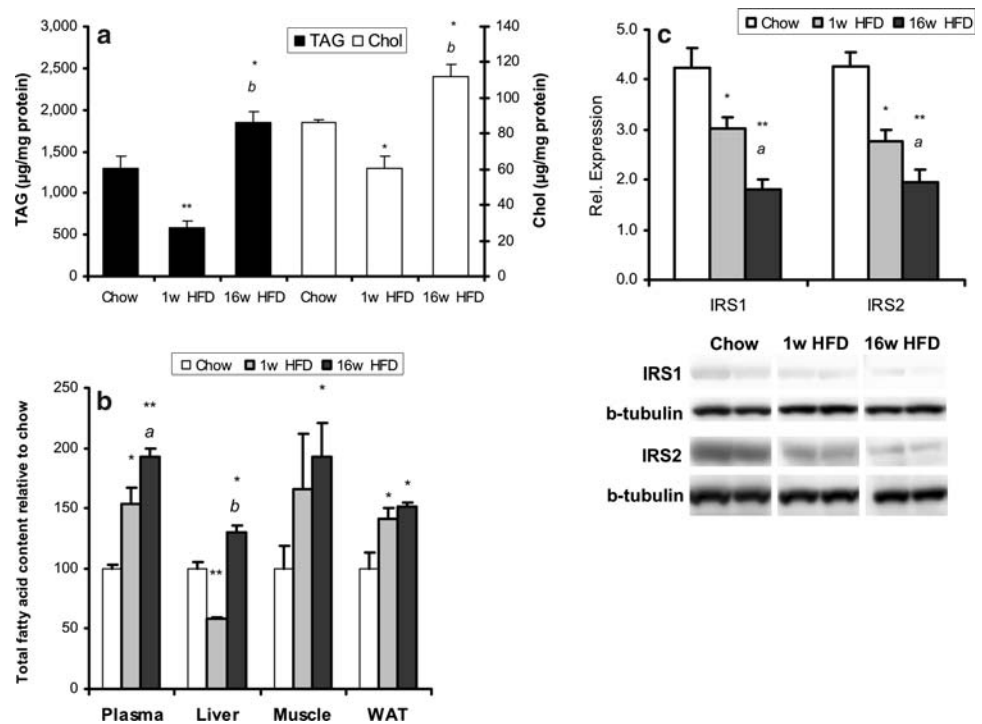 a
TAG Chol
TAG (µg/mg protein)
3,000
2,500
2,000
1,500
1,000
500
0
140
120
100
80
60
40
20
0
Chol (µg/mg protein)
**
*
b
*
*
b
Chow 1w HFD 16w HFD Chow 1w HFD 16w HFD
Chow 1w HFD 16w HFD
b
Total fatty acid content relative to chow
250
200
150
100
50
0
*
**
a
**
*
b
*
*
*
Plasma Liver Muscle WAT
Chow 1w HFD 16w HFD
c
Rel. Expression
5.0
4.0
3.0
2.0
1.0
0.0
*
**
a
*
**
a
IRS1 IRS2
Chow 1w HFD 16w HFD
IRS1
b-tubulin
IRS2
b-tubulin